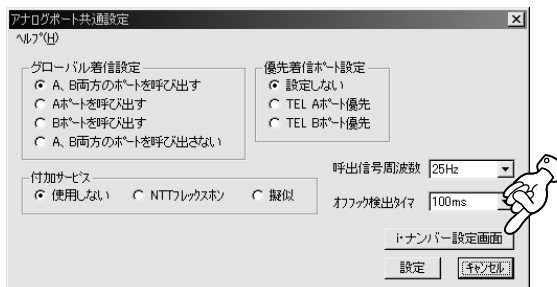 アナログポート共通設定
ﾍﾙﾌﾟ(H)
グローバル着信設定
A、B両方のﾎﾟｰﾄを呼び出す
Aﾎﾟｰﾄを呼び出す
Bﾎﾟｰﾄを呼び出す
A、B両方のﾎﾟｰﾄを呼び出さない
優先着信ﾎﾟｰﾄ設定
設定しない
TEL Aﾎﾟｰﾄ優先
TEL Bﾎﾟｰﾄ優先
付加ｻｰﾋﾞｽ
使用しない NTTﾌﾚｯｸｽﾎﾝ 擬似
呼出信号周波数 25Hz
ｵﾌﾌｯｸ検出ﾀｲﾏ 100ms
i・ナンバー設定画面
設定 ｷｬﾝｾﾙ